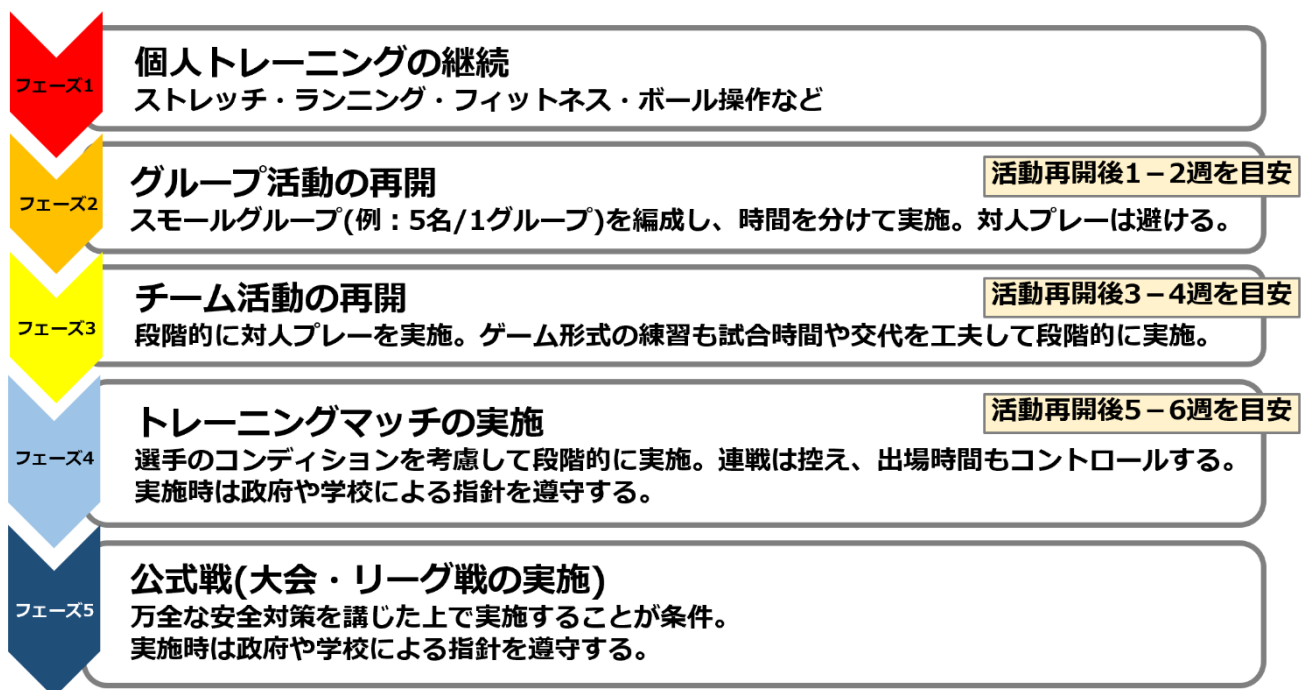 フェーズ1
個人トレーニングの継続
ストレッチ・ランニング・フィットネス・ボール操作など
フェーズ2
グループ活動の再開
活動再開後1－2週を目安
スモールグループ(例：5名/1グループ)を編成し、時間を分けて実施。対人プレーは避ける。
フェーズ3
チーム活動の再開
活動再開後3－4週を目安
段階的に対人プレーを実施。ゲーム形式の練習も試合時間や交代を工夫して段階的に実施。
フェーズ4
トレーニングマッチの実施
活動再開後5－6週を目安
選手のコンディションを考慮して段階的に実施。連戦は控え、出場時間もコントロールする。
実施時は政府や学校による指針を遵守する。
フェーズ5
公式戦(大会・リーグ戦の実施)
万全な安全対策を講じた上で実施することが条件。
実施時は政府や学校による指針を遵守する。